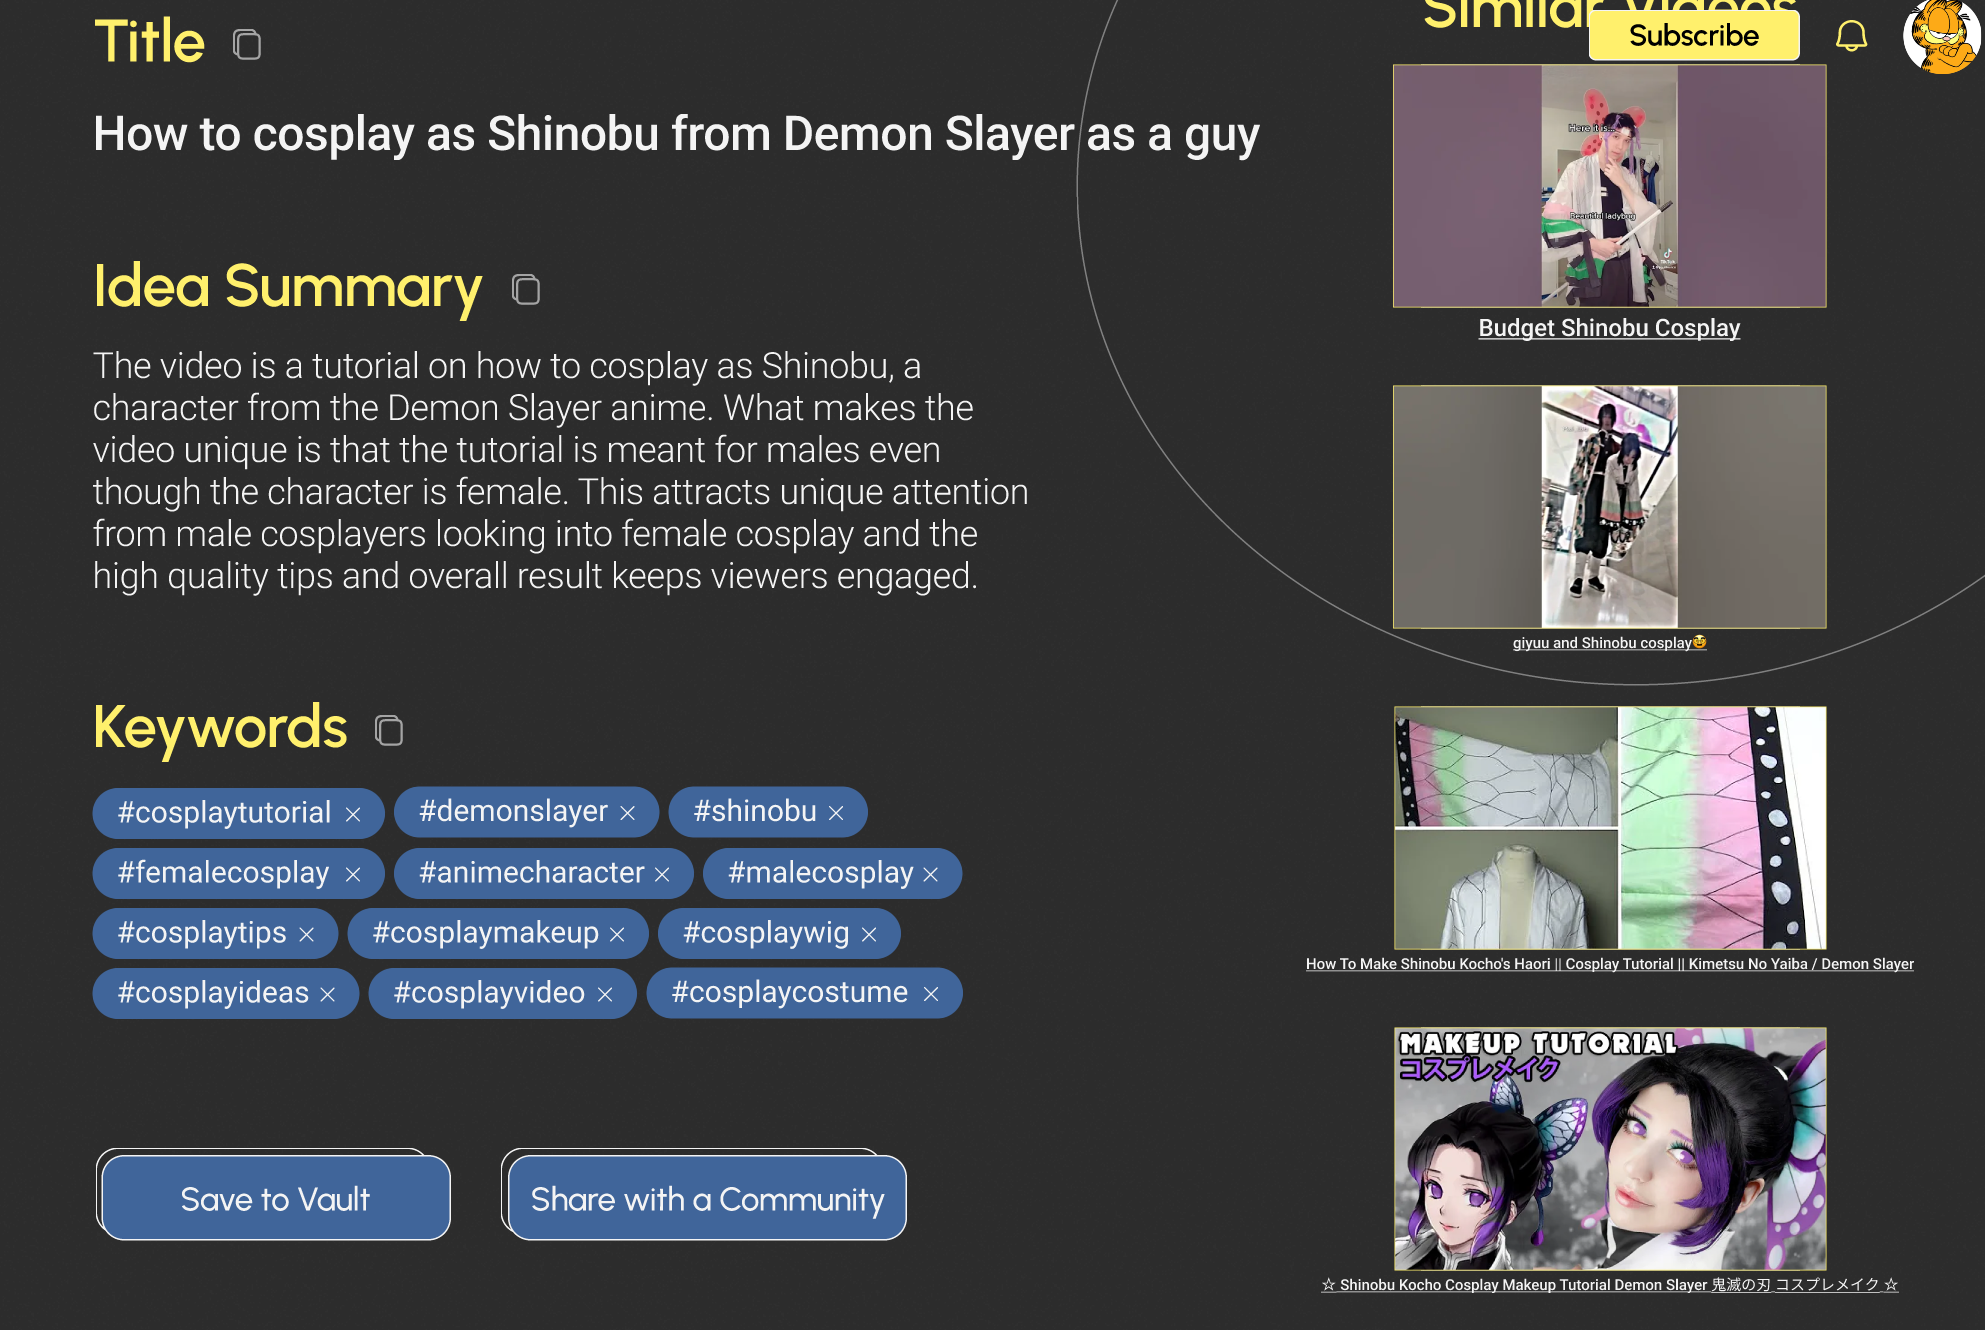 Title
How to cosplay as Shinobu from Demon Slayer as a guy
Idea Summary
The video is a tutorial on how to cosplay as Shinobu, a
character from the Demon Slayer anime. What makes the
video unique is that the tutorial is meant for males even
though the character is female. This attracts unique attention
from male cosplayers looking into female cosplay and the
high quality tips and overall result keeps viewers engaged.
Keywords
#cosplaytutorial
#demonslayer
#shinobu
#femalecosplay
#animecharacter
#malecosplay
#cosplaytips
#cosplaymakeup
#cosplaywig
#cosplayideas
#cosplayvideo
#cosplaycostume
Save to Vault
Share with a Community
Similar Videos
Subscribe
Here it is...
Beautiful ladybug
TikTok
Budget Shinobu Cosplay
giyuu and Shinobu cosplay
How To Make Shinobu Kocho's Haori || Cosplay Tutorial || Kimetsu No Yaiba / Demon Slayer
MAKEUP TUTORIAL
コスプレメイク
☆ Shinobu Kocho Cosplay Makeup Tutorial Demon Slayer 鬼滅の刃 コスプレメイク ☆